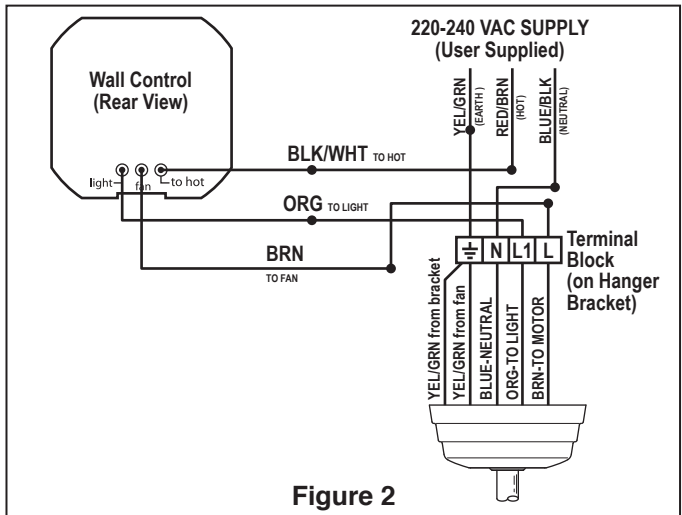 220-240 VAC SUPPLY
(User Supplied)
Wall Control
(Rear View)
YEL/GRN
(EARTH )
RED/BRN
(HOT)
BLUE/BLK
(NEUTRAL)
light
fan
to hot
BLK/WHT TO HOT
ORG TO LIGHT
BRN
TO FAN
N L1 L
Terminal
Block
(on Hanger
Bracket)
YEL/GRN from bracket
YEL/GRN from fan
BLUE-NEUTRAL
ORG-TO LIGHT
BRN-TO MOTOR
Figure 2